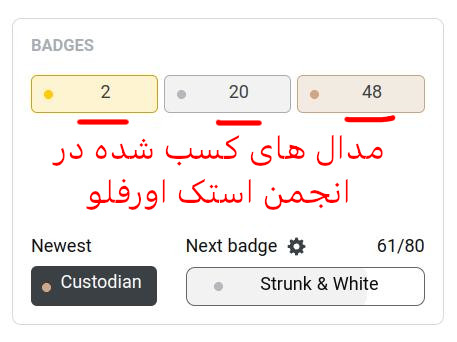 BADGES
2 20 48
مدال های کسب شده در
انجمن استک اورفلو
Newest Next badge 61/80
Custodian Strunk & White